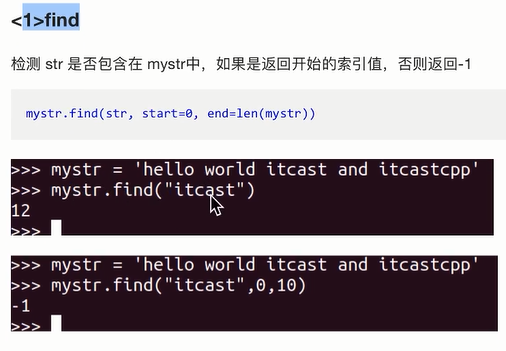 <1>find
检测 str 是否包含在 mystr中，如果是返回开始的索引值，否则返回-1
mystr.find(str, start=0, end=len(mystr))
>>> mystr = 'hello world itcast and itcastcpp'
>>> mystr.find("itcast")
12
>>>
>>> mystr = 'hello world itcast and itcastcpp'
>>> mystr.find("itcast",0,10)
-1
>>>